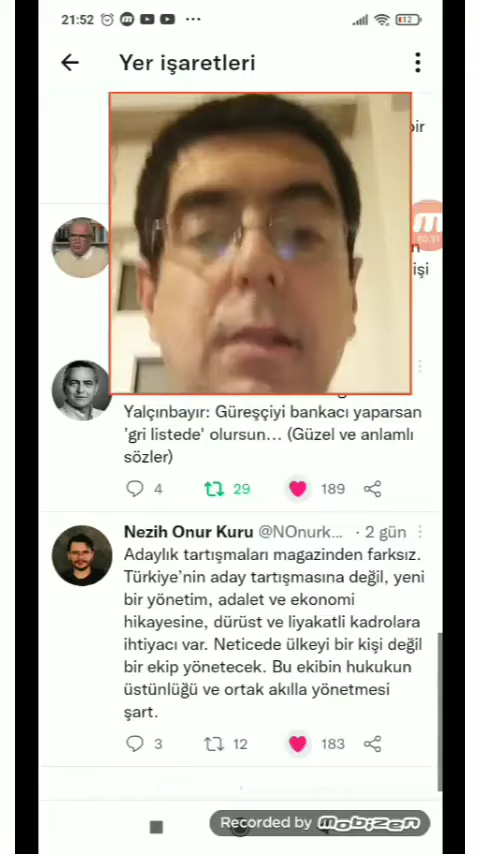 21:52
12
Yer işaretleri
bir
işi
Yalçınbayır: Güreşçiyi bankacı yaparsan
'gri listede' olursun... (Güzel ve anlamlı
sözler)
4 29 189
Nezih Onur Kuru @NOnurk... · 2 gün
Adaylık tartışmaları magazinden farksız.
Türkiye'nin aday tartışmasına değil, yeni
bir yönetim, adalet ve ekonomi
hikayesine, dürüst ve liyakatli kadrolara
ihtiyacı var. Neticede ülkeyi bir kişi değil
bir ekip yönetecek. Bu ekibin hukukun
üstünlüğü ve ortak akılla yönetmesi
şart.
3 12 183
Recorded by mobizen